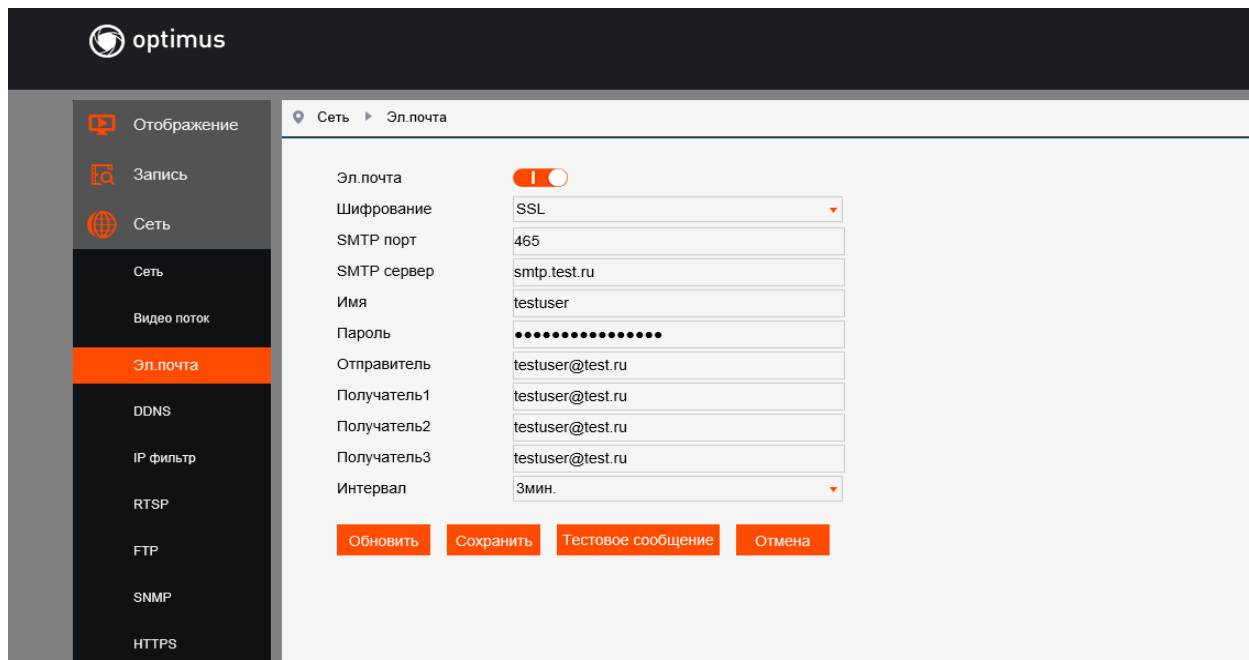 optimus
Отображение
Запись
Сеть
Сеть
Видео поток
Эл.почта
DDNS
IP фильтр
RTSP
FTP
SNMP
HTTPS
Сеть Эл.почта
Эл.почта
Шифрование SSL
SMTP порт 465
SMTP сервер smtp.test.ru
Имя testuser
Пароль ●●●●●●●●●●●●●●●●
Отправитель testuser@test.ru
Получатель1 testuser@test.ru
Получатель2 testuser@test.ru
Получатель3 testuser@test.ru
Интервал 3мин.
Обновить Сохранить Тестовое сообщение Отмена